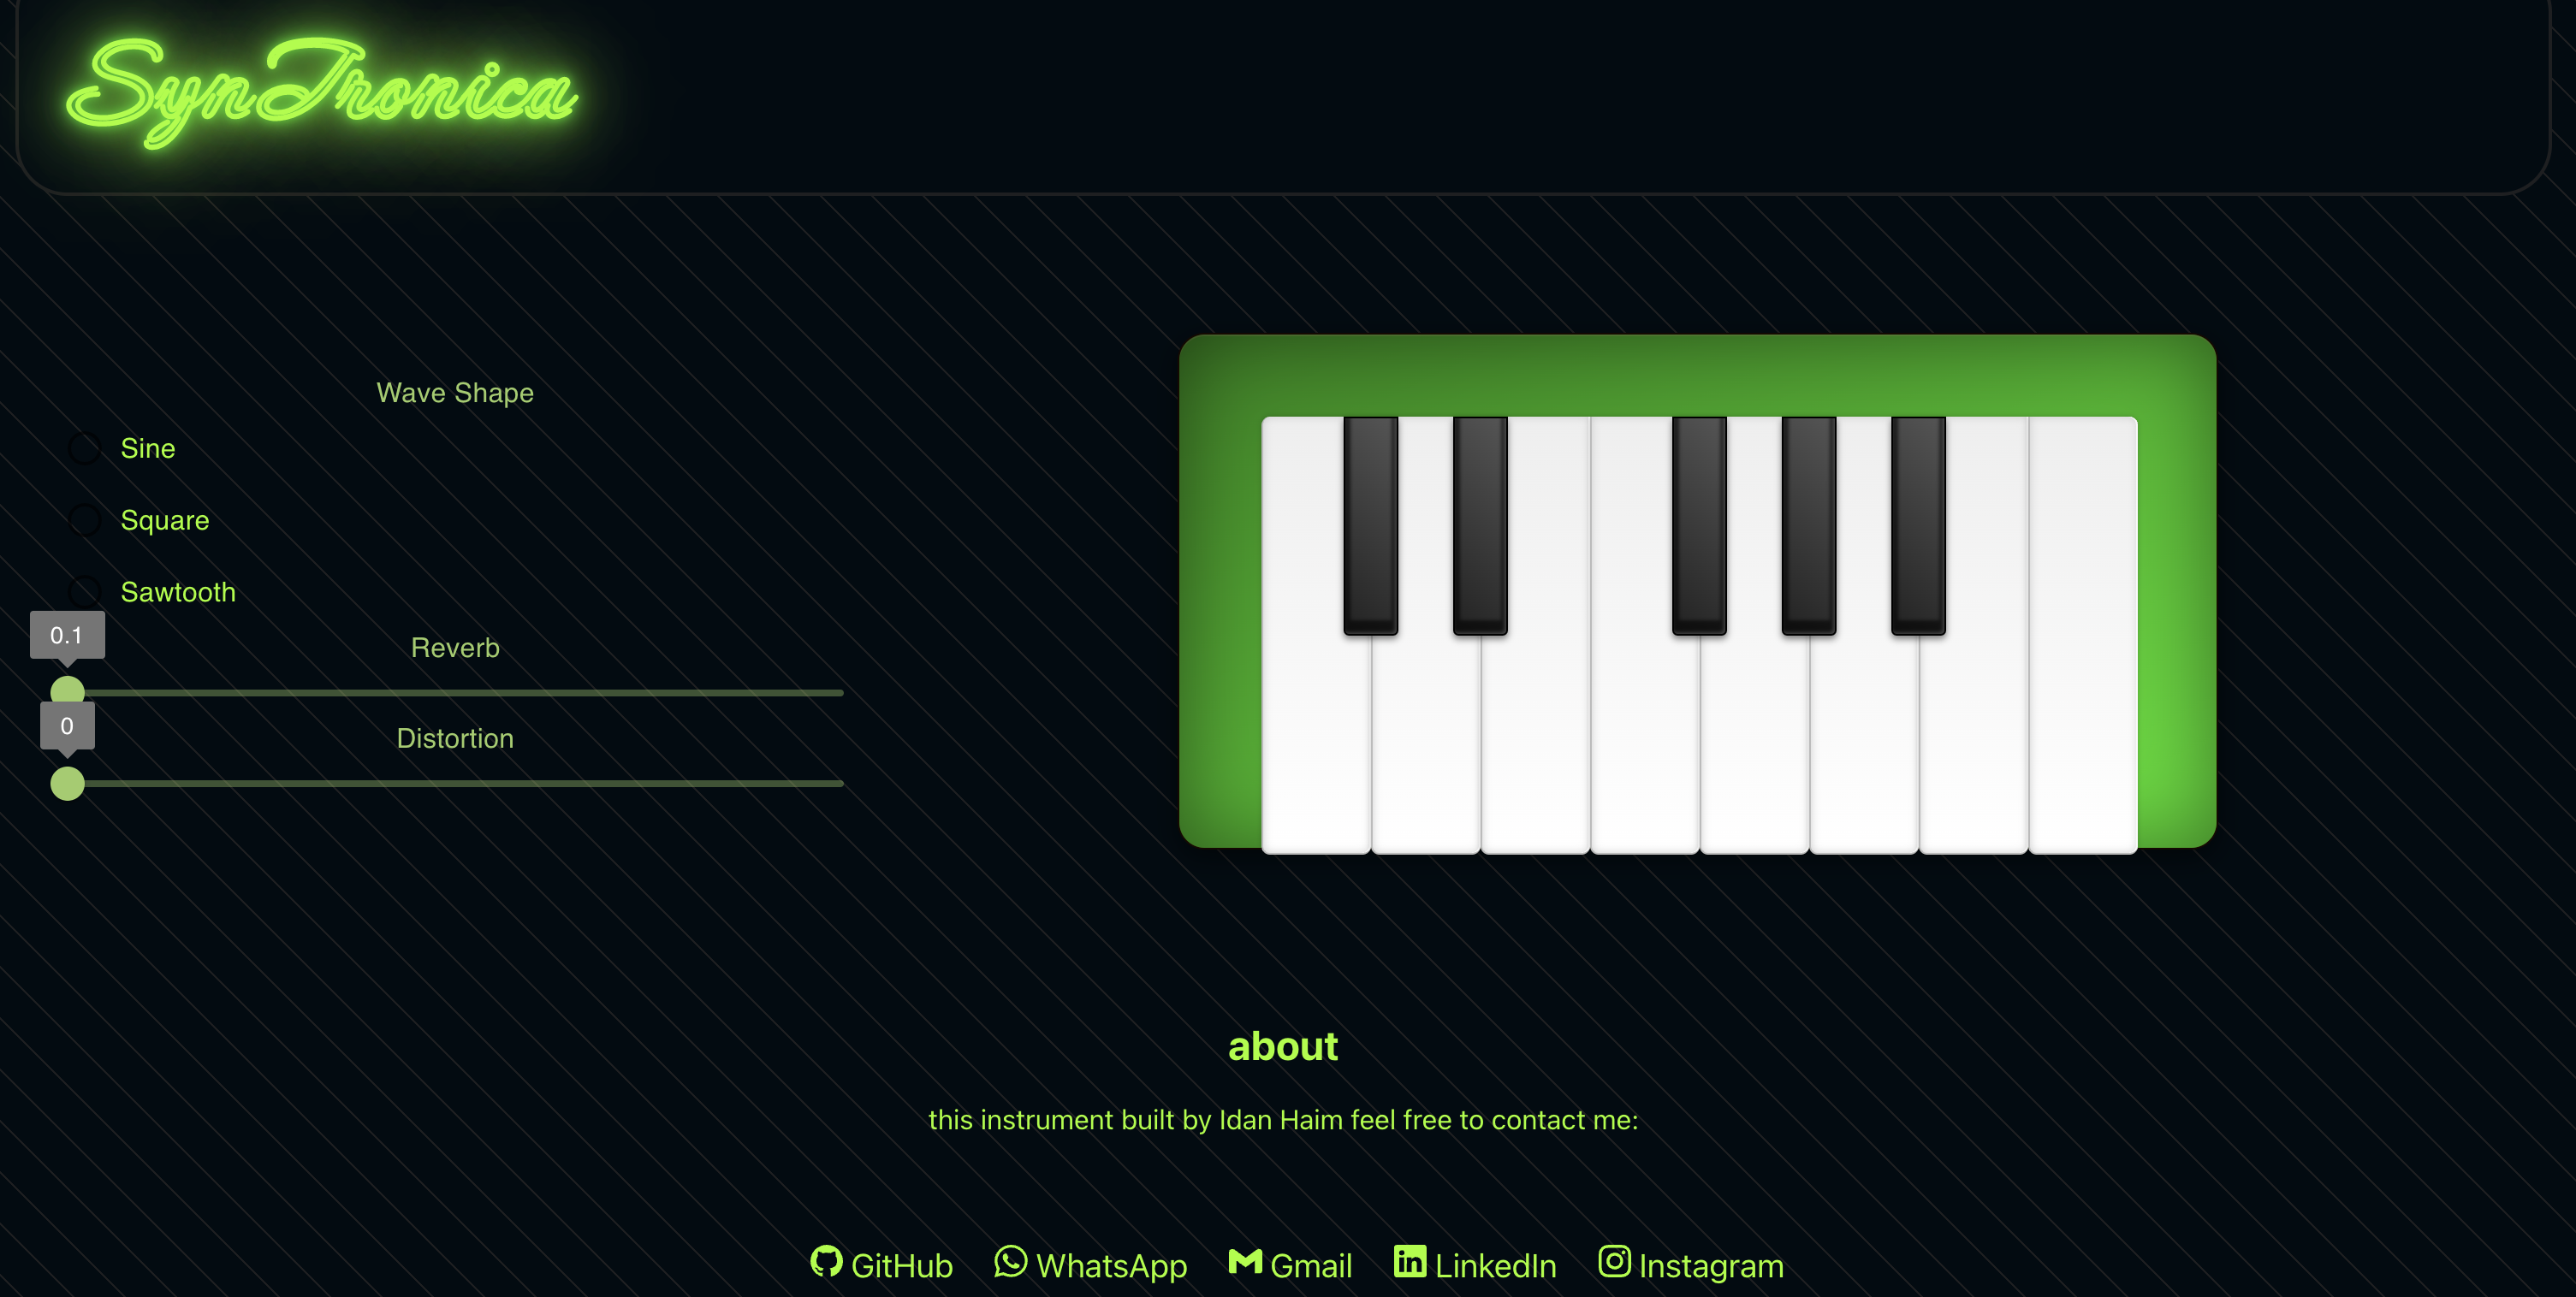 SynTronica
Wave Shape
Sine
Square
Sawtooth
0.1
Reverb
0
Distortion
about
this instrument built by Idan Haim feel free to contact me:
GitHub WhatsApp Gmail LinkedIn Instagram